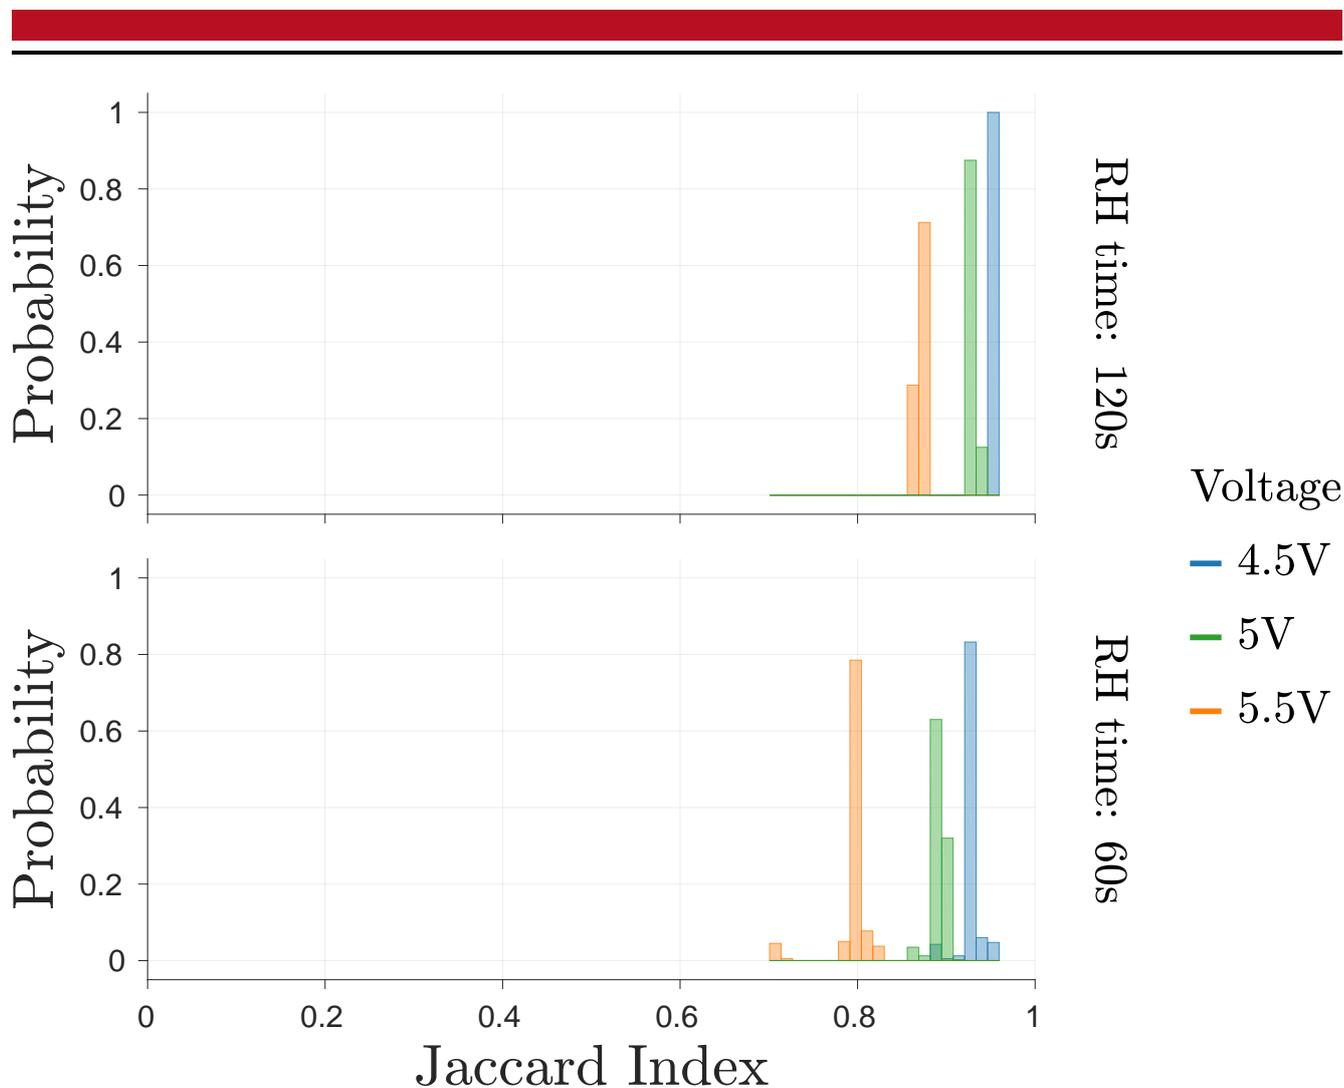 1
0.8
0.6
0.4
0.2
0
Probability
RH time: 120s
1
0.8
0.6
0.4
0.2
0
Probability
RH time: 60s
0 0.2 0.4 0.6 0.8 1
Jaccard Index
Voltage
4.5V
5V
5.5V